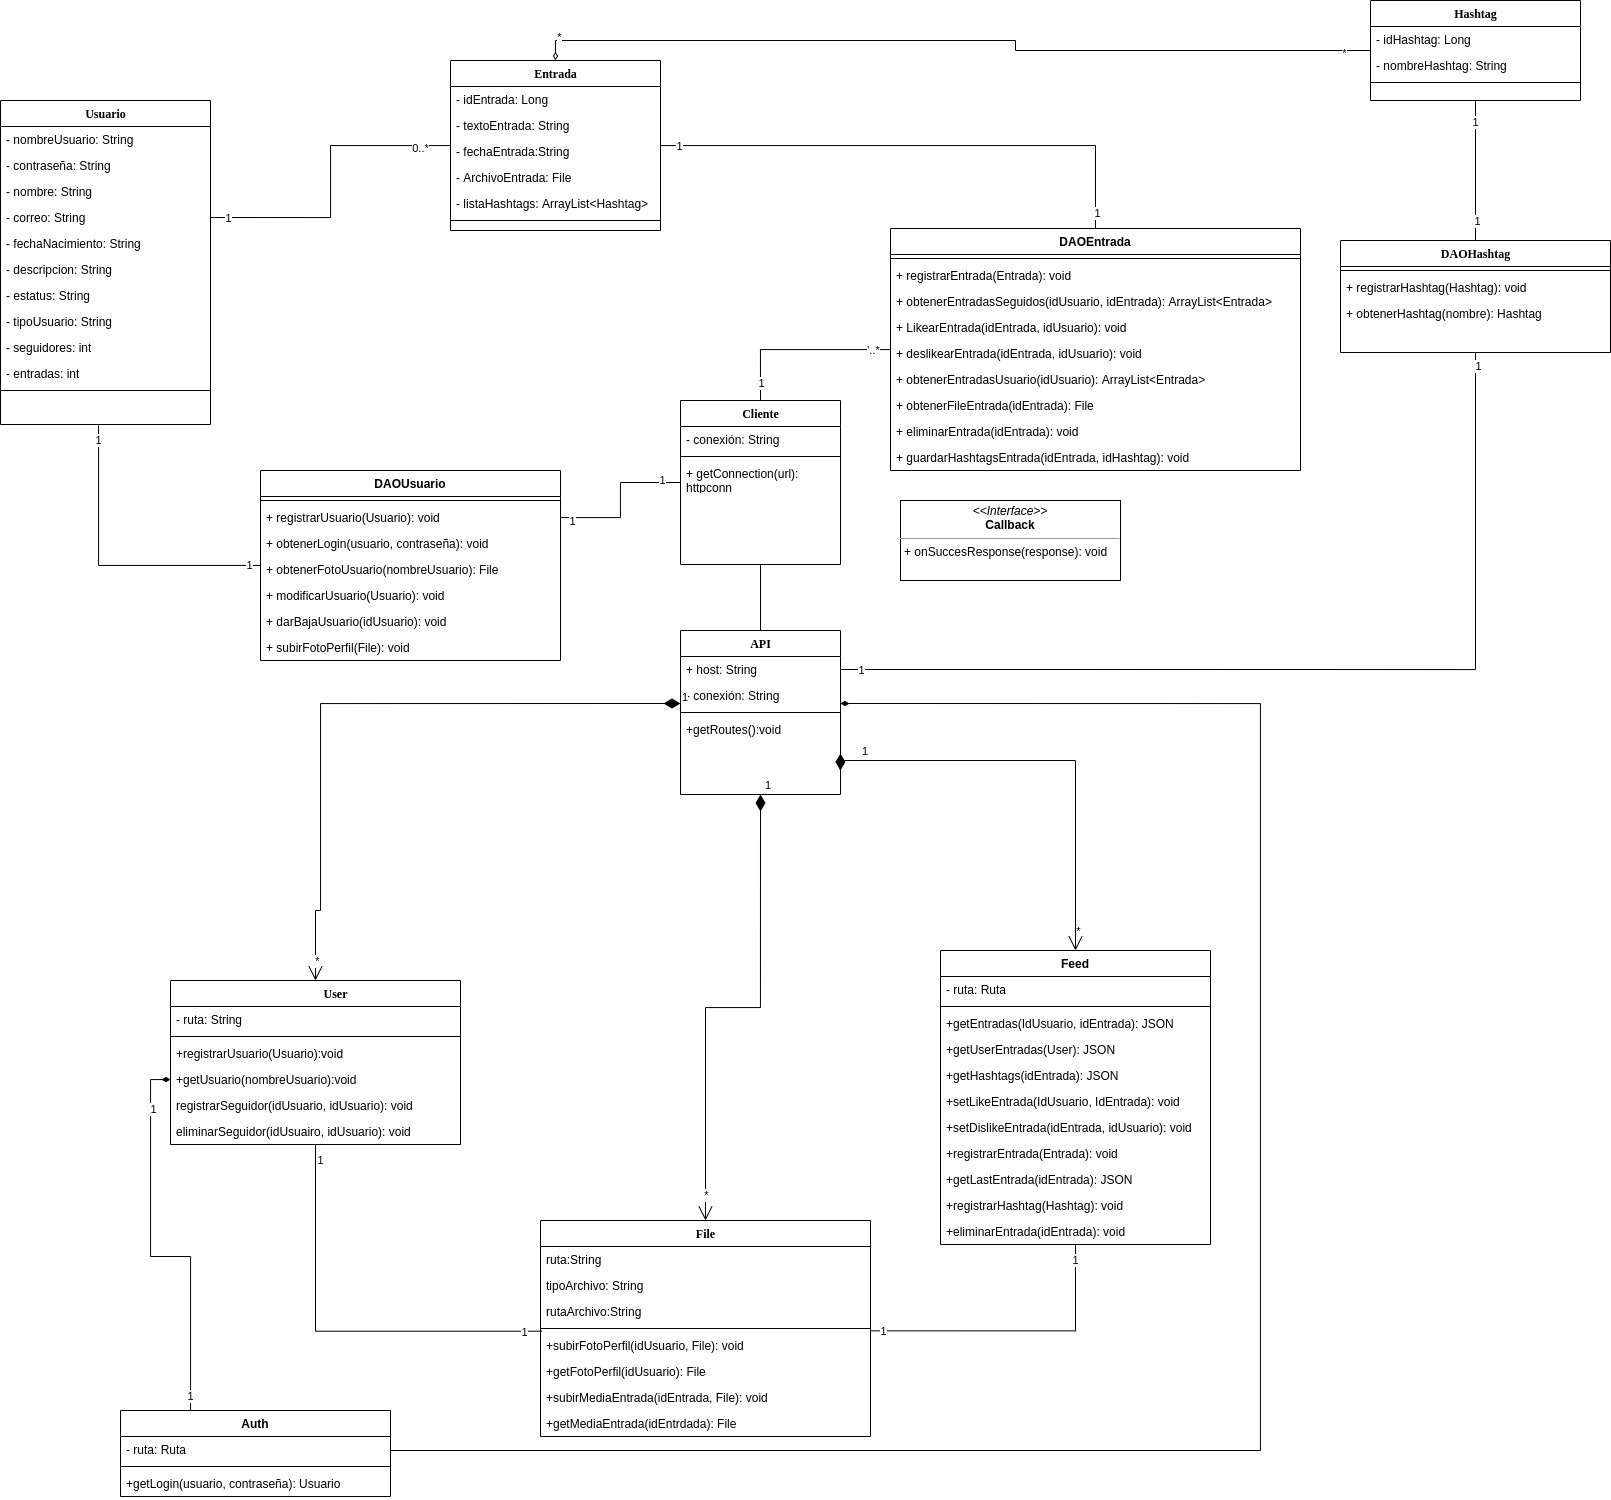 Hashtag
- idHashtag: Long
- nombreHashtag: String
*
*
Entrada
- idEntrada: Long
- textoEntrada: String
- fechaEntrada:String
- ArchivoEntrada: File
- listaHashtags: ArrayList<Hashtag>
Usuario
- nombreUsuario: String
- contraseña: String
- nombre: String
- correo: String
- fechaNacimiento: String
- descripcion: String
- estatus: String
- tipoUsuario: String
- seguidores: int
- entradas: int
1
0..*
1
1
1
1
DAOEntrada
+ registrarEntrada(Entrada): void
+ obtenerEntradasSeguidos(idUsuario, idEntrada): ArrayList<Entrada>
+ LikearEntrada(idEntrada, idUsuario): void
+ deslikearEntrada(idEntrada, idUsuario): void
+ obtenerEntradasUsuario(idUsuario): ArrayList<Entrada>
+ obtenerFileEntrada(idEntrada): File
+ eliminarEntrada(idEntrada): void
+ guardarHashtagsEntrada(idEntrada, idHashtag): void
DAOHashtag
+ registrarHashtag(Hashtag): void
+ obtenerHashtag(nombre): Hashtag
1
'..*
1
Cliente
- conexión: String
+ getConnection(url):
httpconn
1
1
1
1
DAOUsuario
+ registrarUsuario(Usuario): void
+ obtenerLogin(usuario, contraseña): void
+ obtenerFotoUsuario(nombreUsuario): File
+ modificarUsuario(Usuario): void
+ darBajaUsuario(idUsuario): void
+ subirFotoPerfil(File): void
<<Interface>>
Callback
+ onSuccesResponse(response): void
API
+ host: String
- conexión: String
+getRoutes():void
1
1
1
1
*
*
*
User
- ruta: String
+registrarUsuario(Usuario):void
+getUsuario(nombreUsuario):void
registrarSeguidor(idUsuario, idUsuario): void
eliminarSeguidor(idUsuairo, idUsuario): void
Feed
- ruta: Ruta
+getEntradas(IdUsuario, idEntrada): JSON
+getUserEntradas(User): JSON
+getHashtags(idEntrada): JSON
+setLikeEntrada(IdUsuario, IdEntrada): void
+setDislikeEntrada(idEntrada, idUsuario): void
+registrarEntrada(Entrada): void
+getLastEntrada(idEntrada): JSON
+registrarHashtag(Hashtag): void
+eliminarEntrada(idEntrada): void
1
1
1
1
1
1
File
ruta:String
tipoArchivo: String
rutaArchivo:String
+subirFotoPerfil(idUsuario, File): void
+getFotoPerfil(idUsuario): File
+subirMediaEntrada(idEntrada, File): void
+getMediaEntrada(idEntrdada): File
Auth
- ruta: Ruta
+getLogin(usuario, contraseña): Usuario